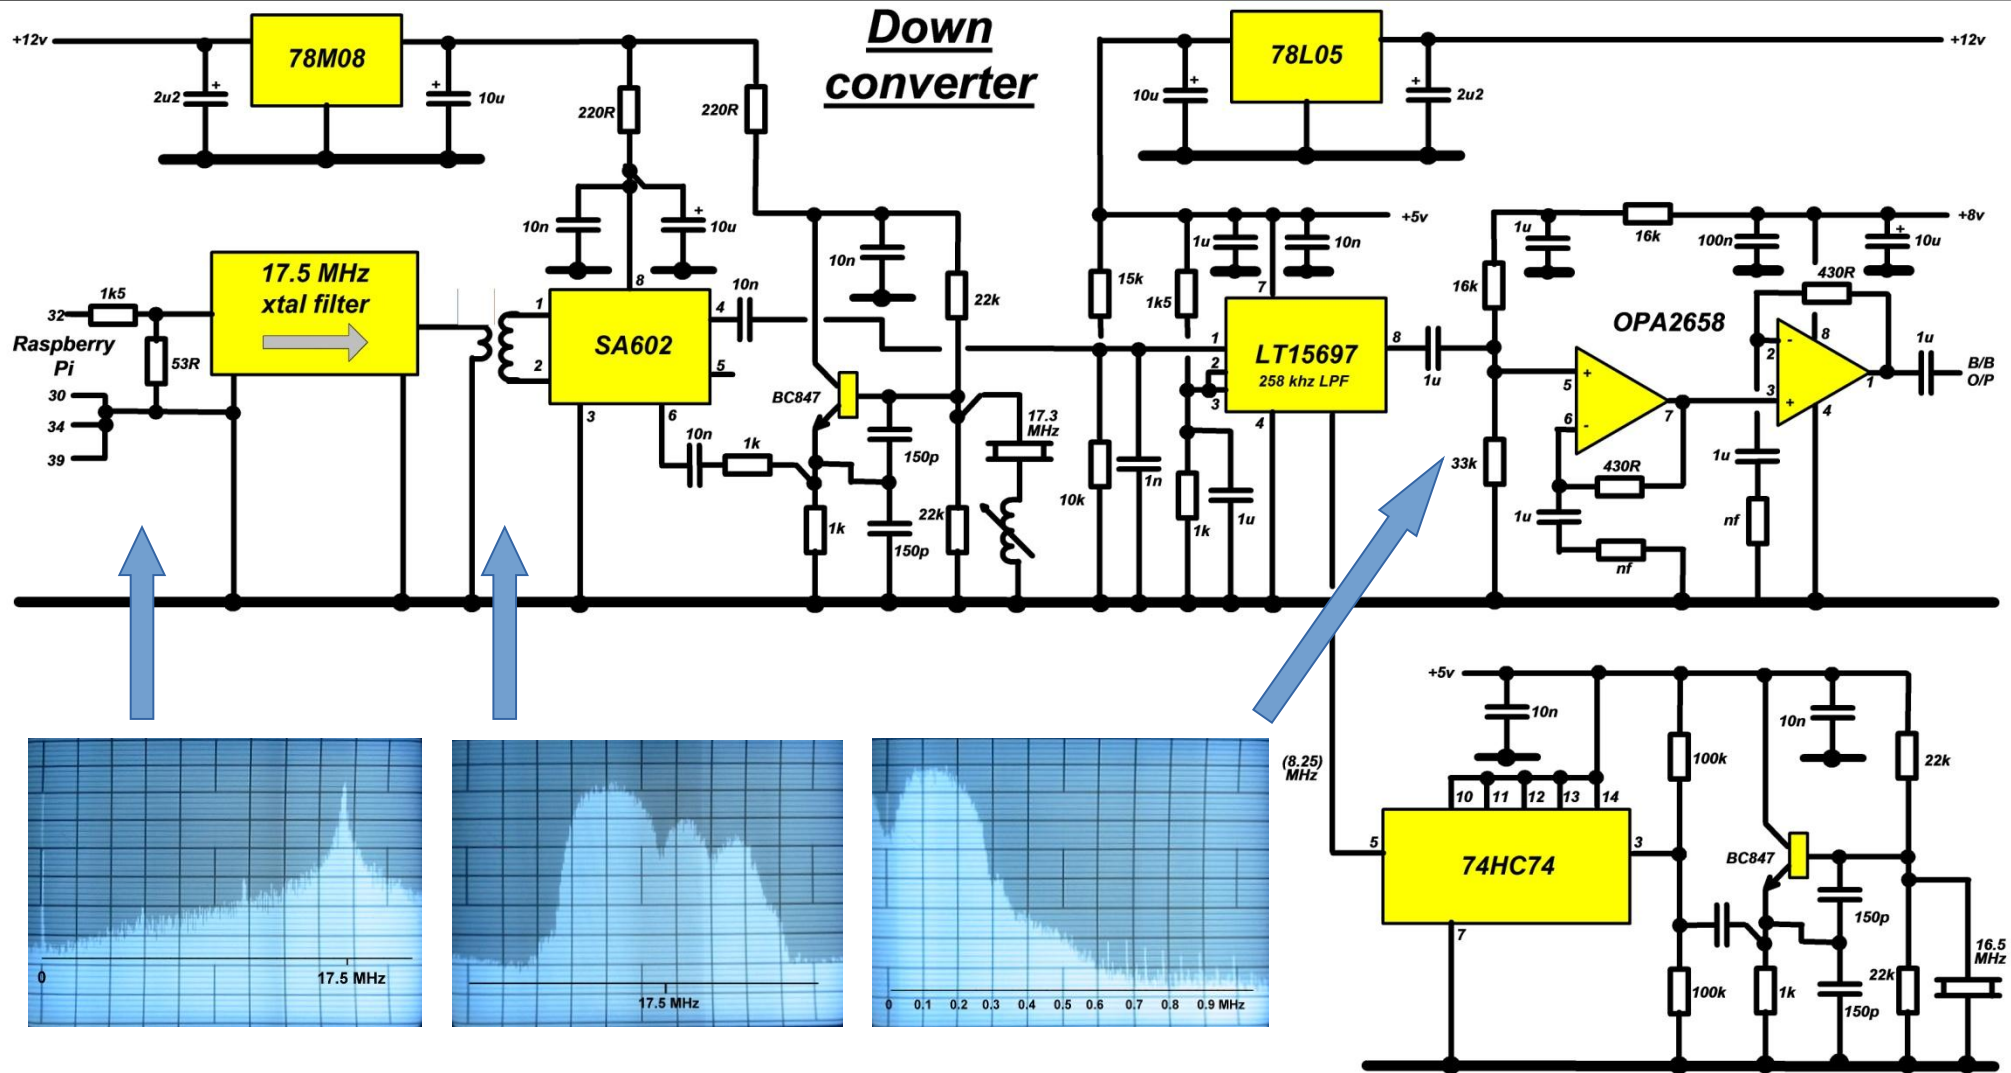 Down
converter
+12v
78M08
2u2
+
+
10u
220R
220R
10n
+
10u
1k5
32
Raspberry
Pi
53R
30
34
39
17.5 MHz
xtal filter
1
2
8
SA602
4
5
3
6
10n
10n
1k
10n
22k
BC847
150p
150p
1k
22k
17.3
MHz
78L05
+12v
10u
+
+
2u2
+5v
15k
1k5
1u
10n
7
1
2
3
4
8
LT15697
258 khz LPF
10k
1n
1k
1u
1u
16k
33k
1u
16k
100n
+
10u
+8v
430R
OPA2658
5
+
6
-
7
430R
1u
nf
-
2
3
+
8
4
1
1u
nf
1u
B/B
O/P
0
17.5 MHz
17.5 MHz
0 0.1 0.2 0.3 0.4 0.5 0.6 0.7 0.8 0.9 MHz
(8.25)
MHz
+5v
10n
10 11 12 13 14
5
74HC74
3
7
100k
100k
BC847
1k
10n
150p
150p
22k
22k
16.5
MHz